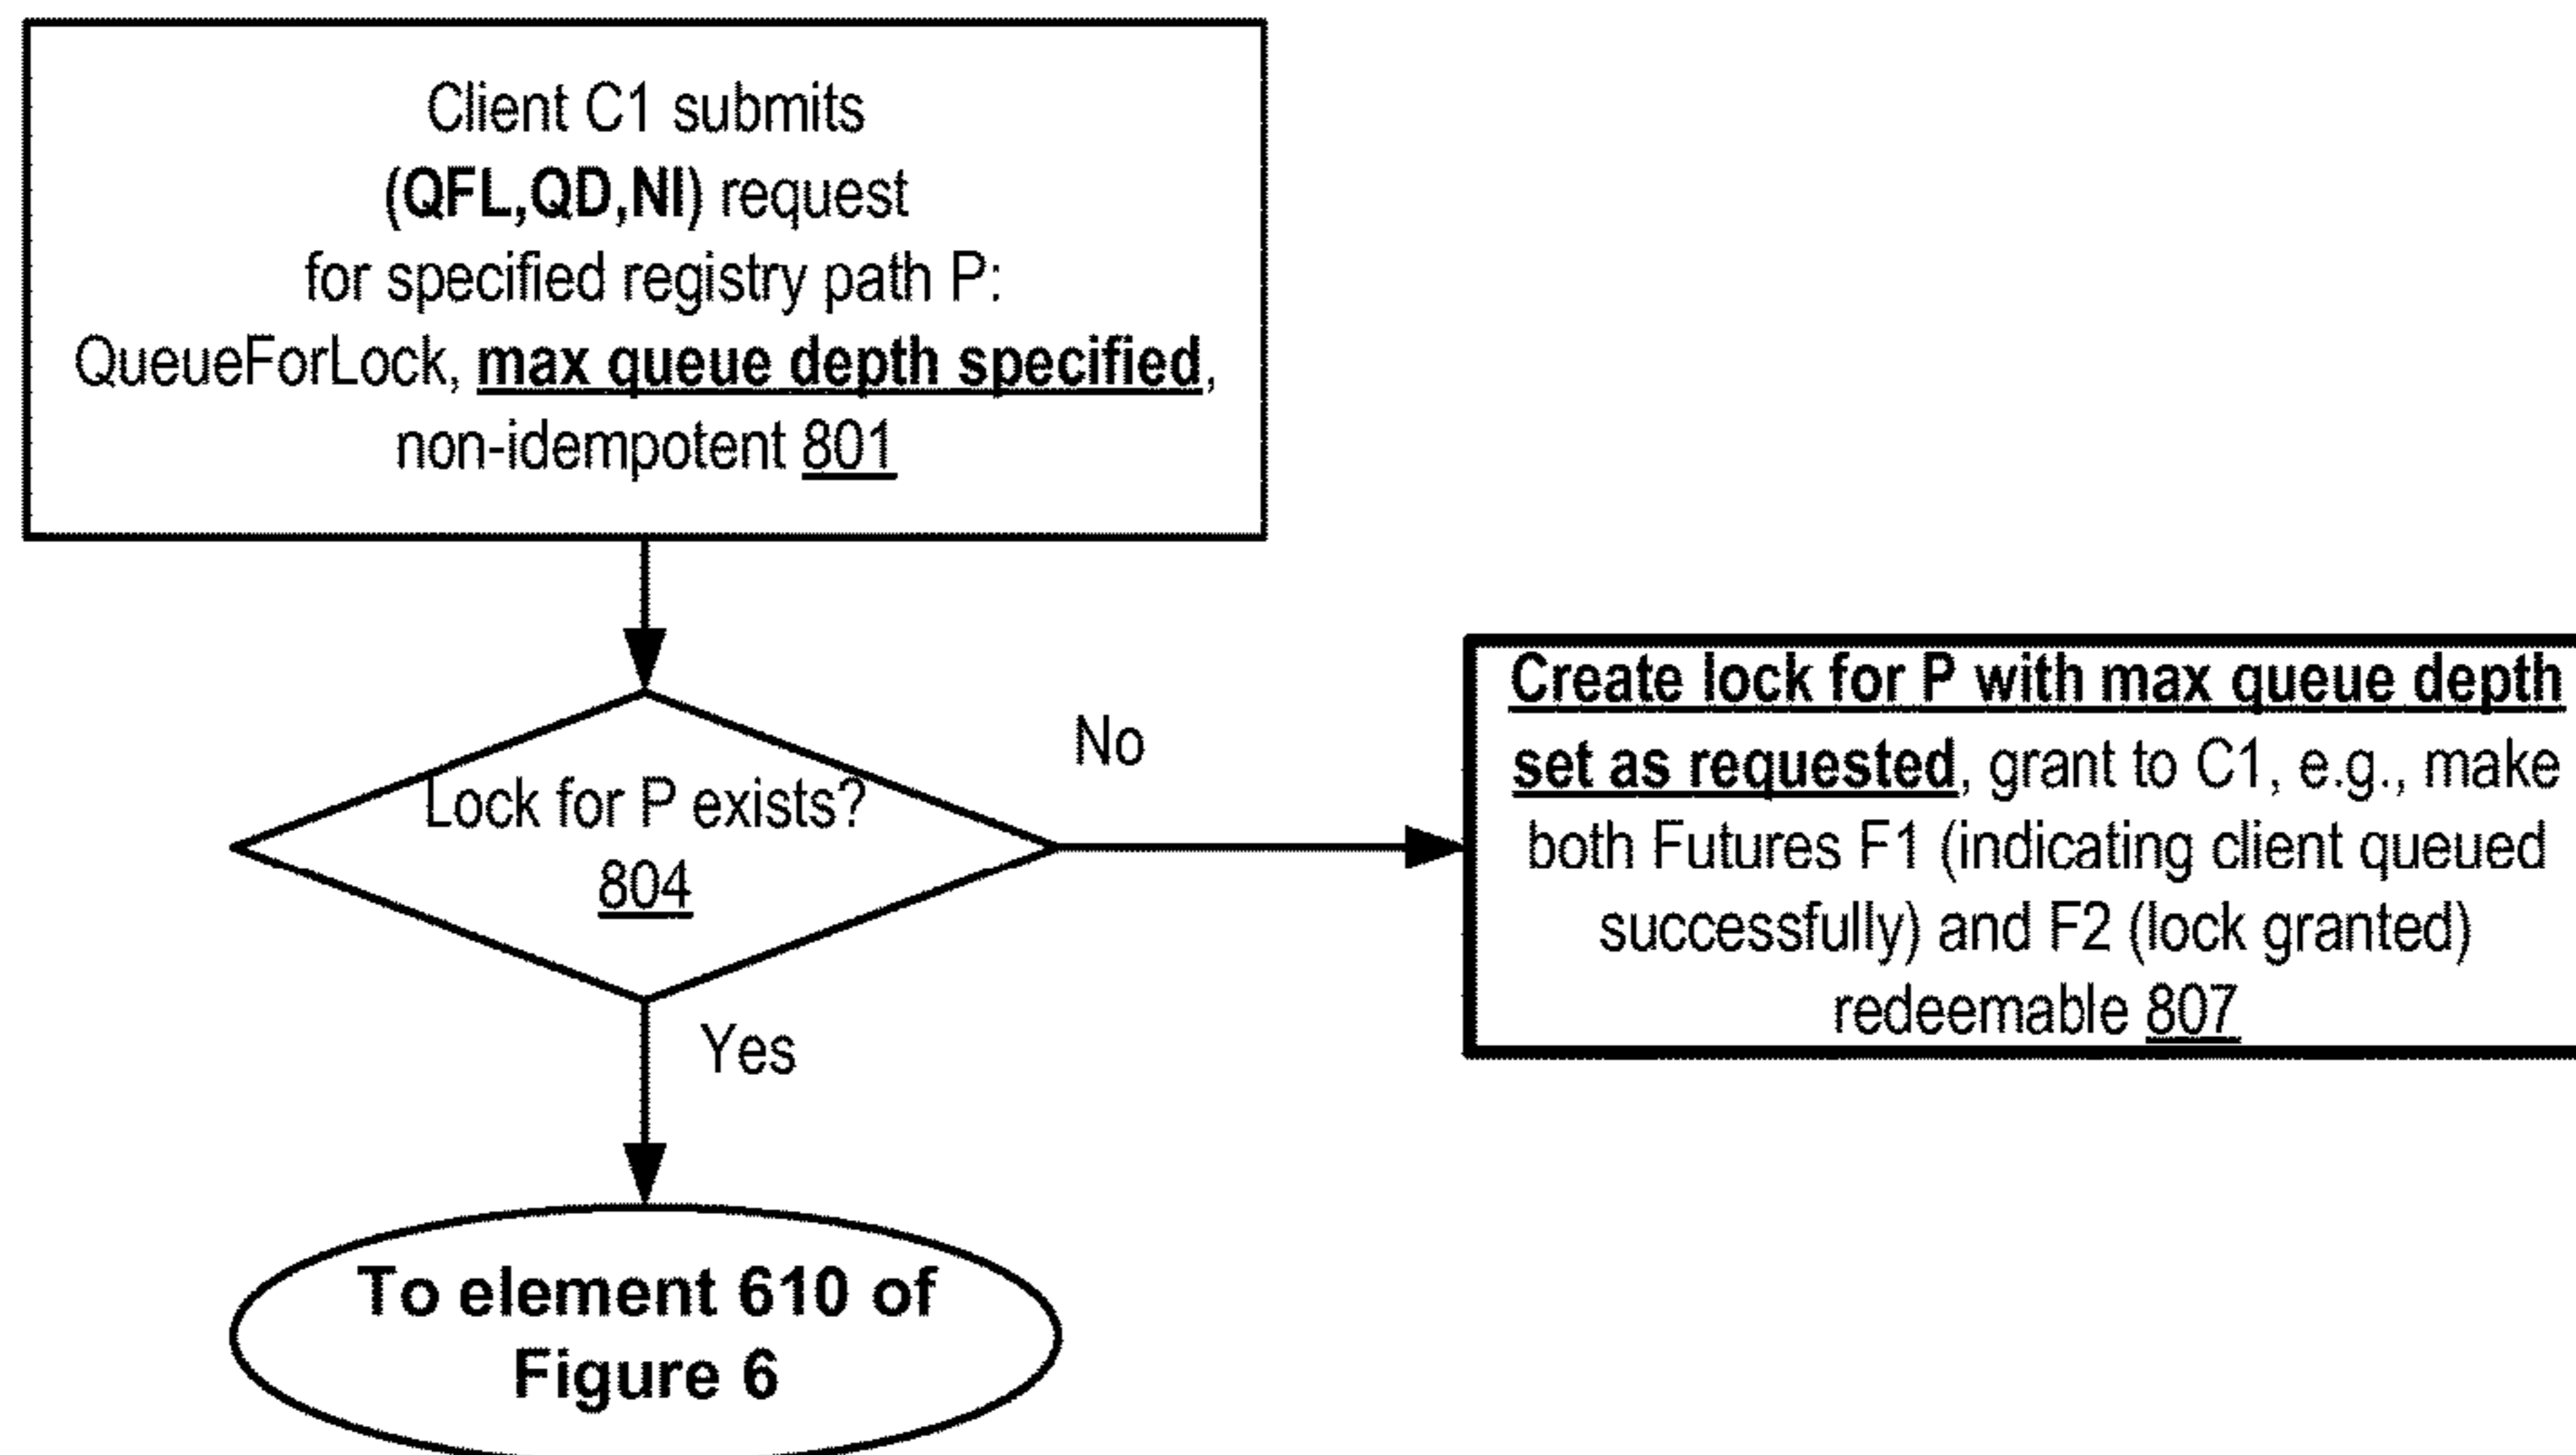 Client C1 submits
(QFL,QD,NI) request
for specified registry path P:
QueueForLock, max queue depth specified,
non-idempotent 801
Lock for P exists?
804
No
Create lock for P with max queue depth
set as requested, grant to C1, e.g., make
both Futures F1 (indicating client queued
successfully) and F2 (lock granted)
redeemable 807
Yes
To element 610 of
Figure 6